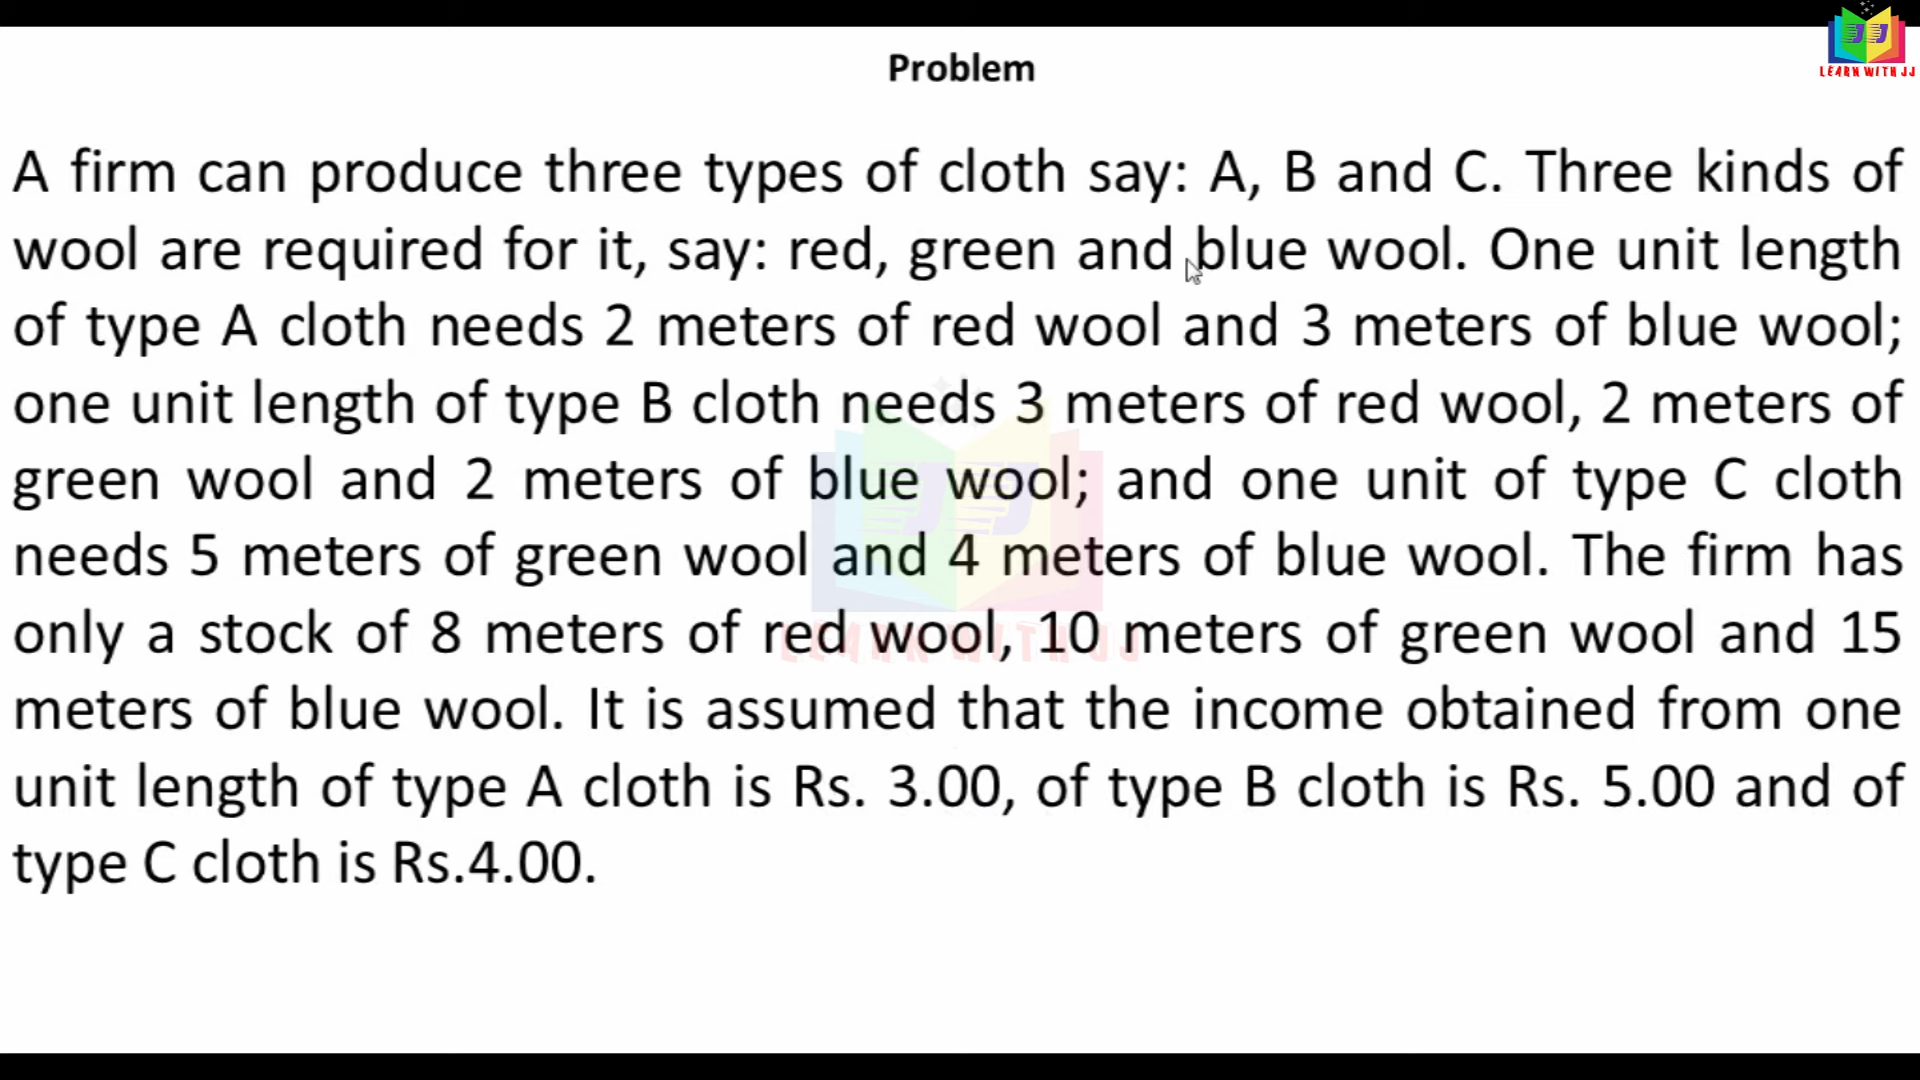 LEARN WITH JJ
Problem
A firm can produce three types of cloth say: A, B and C. Three kinds of
wool are required for it, say: red, green and blue wool. One unit length
of type A cloth needs 2 meters of red wool and 3 meters of blue wool;
one unit length of type B cloth needs 3 meters of red wool, 2 meters of
green wool and 2 meters of blue wool; and one unit of type C cloth
needs 5 meters of green wool and 4 meters of blue wool. The firm has
only a stock of 8 meters of red wool, 10 meters of green wool and 15
LEARN WITH JJ
meters of blue wool. It is assumed that the income obtained from one
unit length of type A cloth is Rs. 3.00, of type B cloth is Rs. 5.00 and of
type C cloth is Rs.4.00.